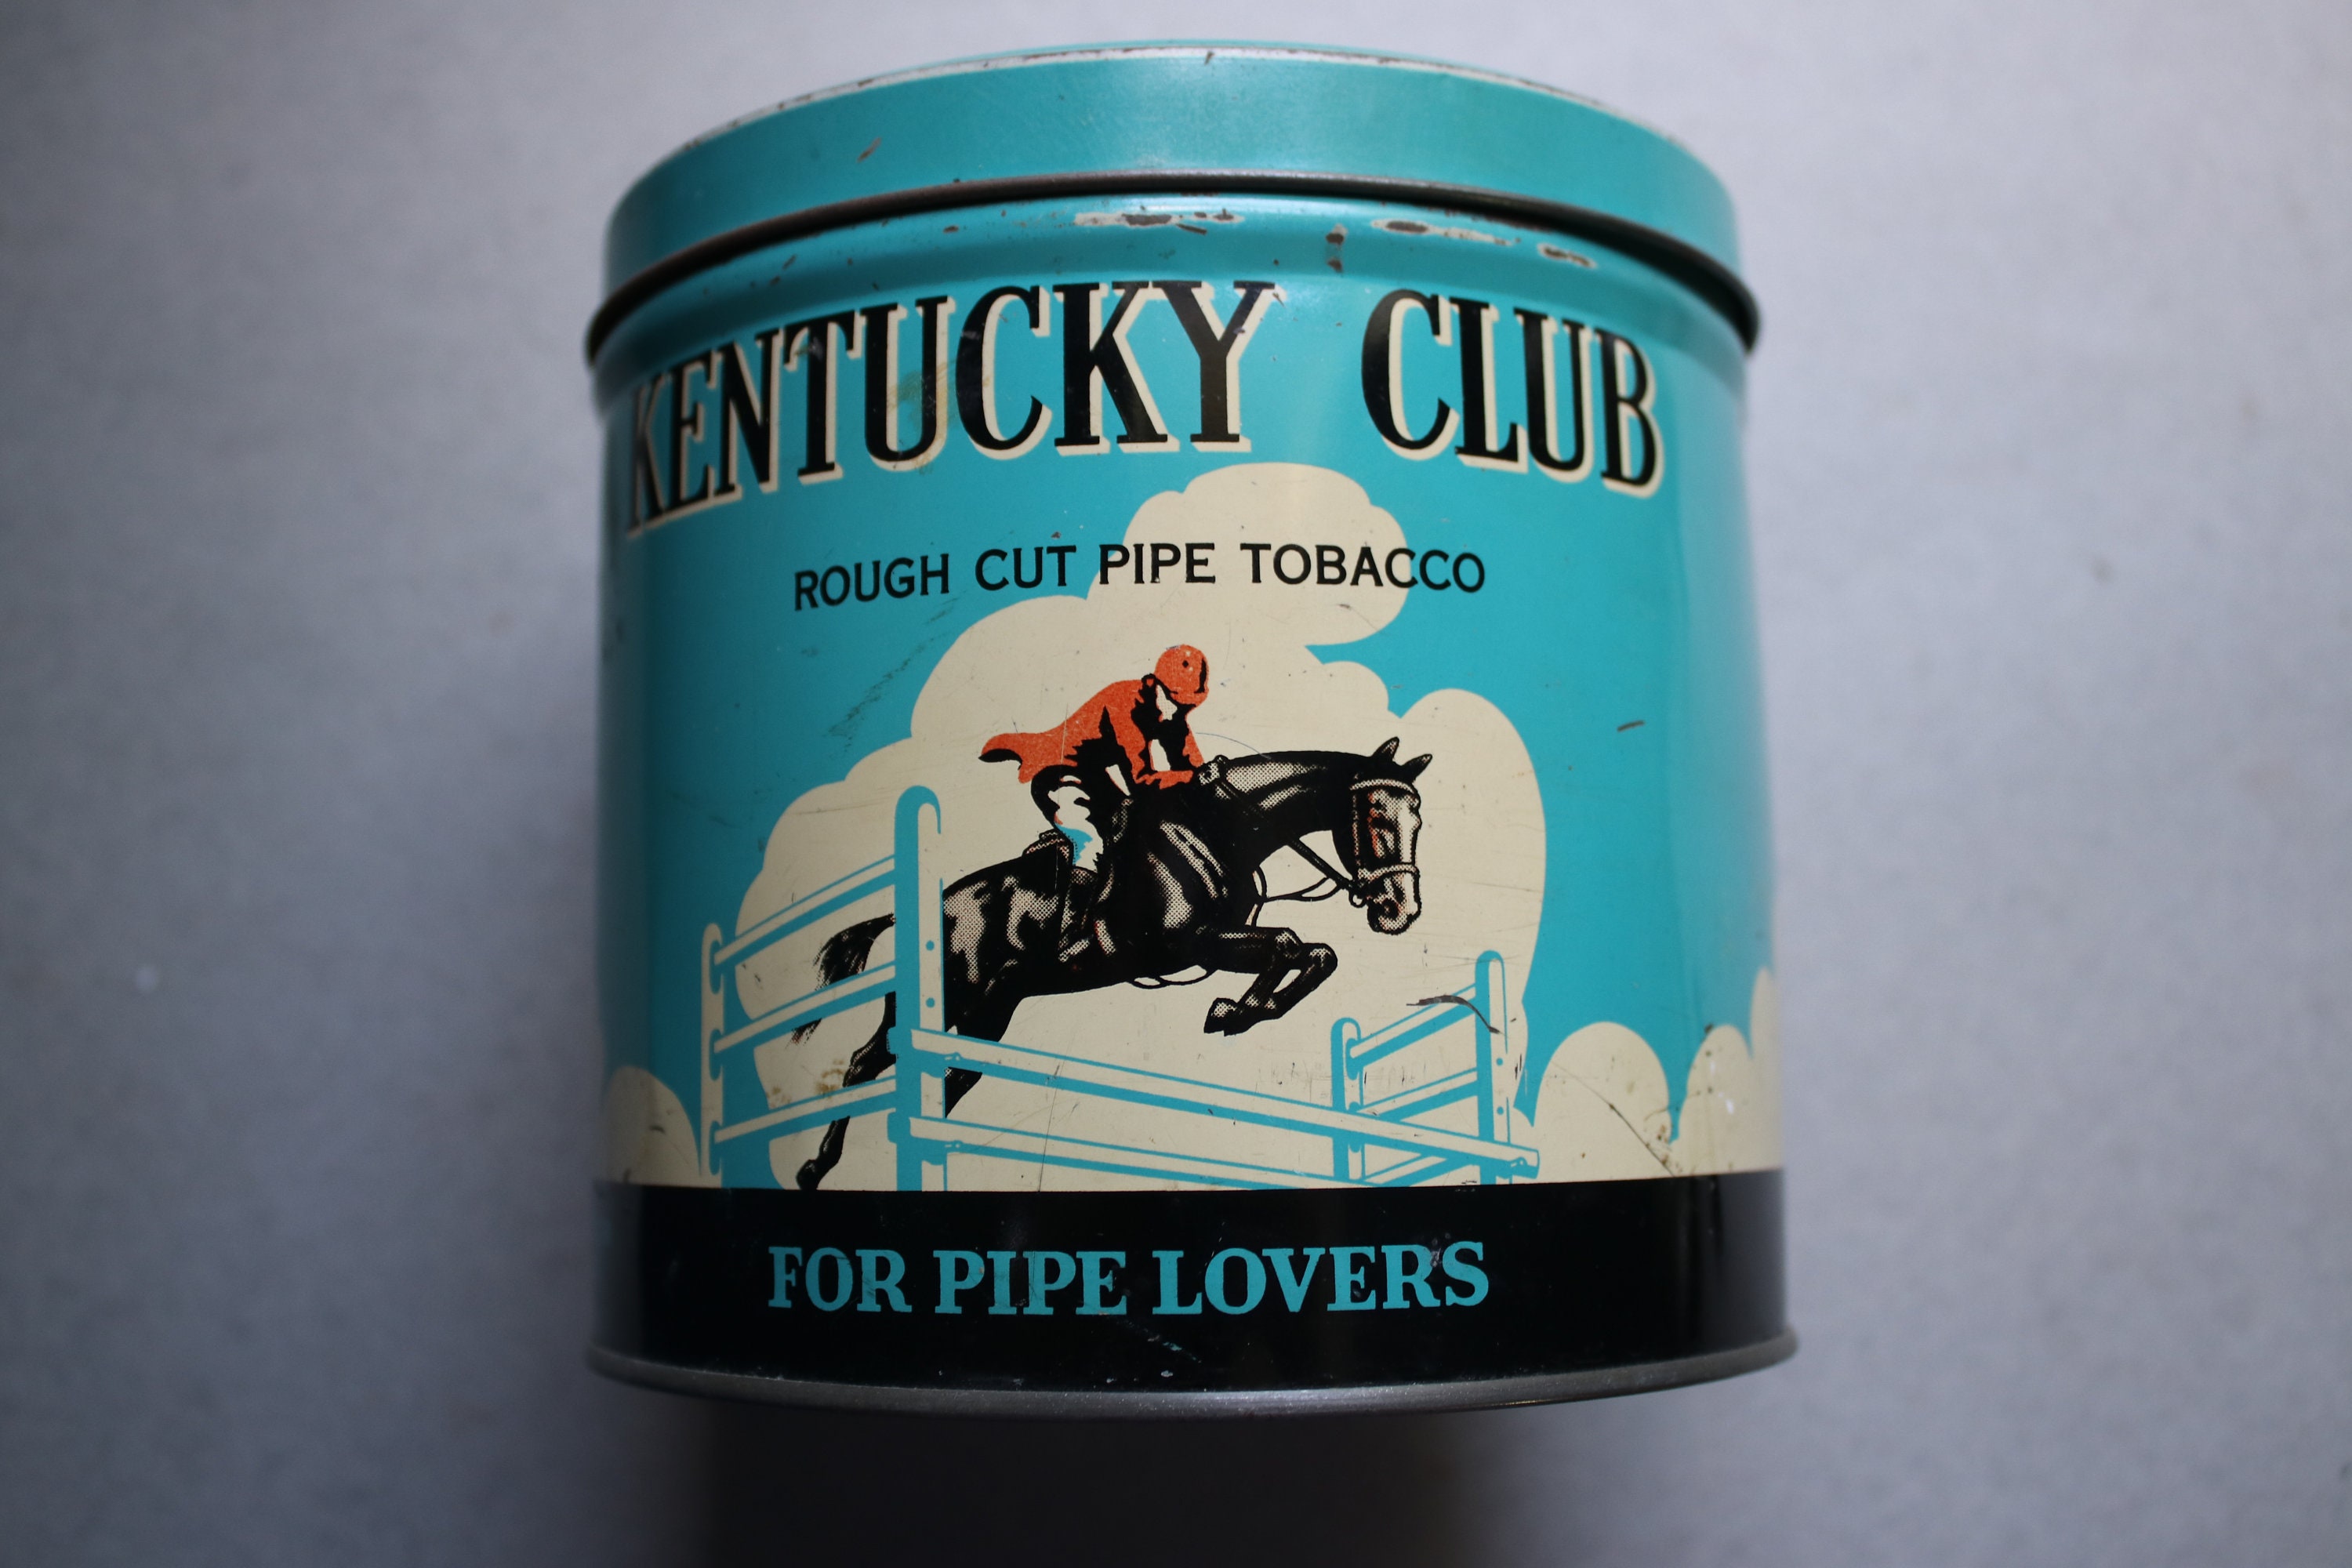 KENTUCKY CLUB
ROUGH CUT PIPE TOBACCO
FOR PIPE LOVERS